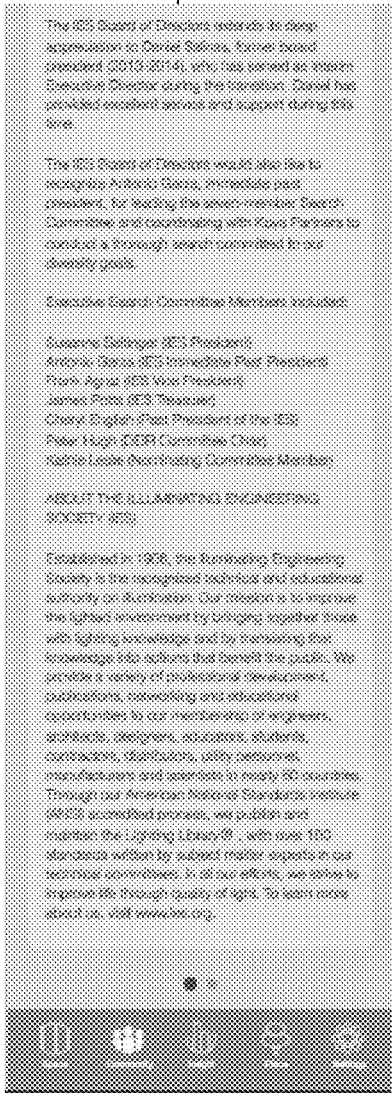 The IES Board of Directors extends its deep
appreciation to Daniel Salinas, former board
president (2013-2014), who has served as Interim
Executive Director during the transition. Daniel has
provided excellent service and support during this
time.
The IES Board of Directors would also like to
recognize Antonio Garza, immediate past
president, for leading the seven-member Search
Committee and coordinating with Kova Partners to
conduct a thorough search committed to our
diversity goals.
Executive Search Committee Members included:
Susanne Seitinger (IES President)
Antonio Garza (IES Immediate Past President)
Frank Agraz (IES Vice President)
James Potts (IES Treasurer)
Cheryl English (Past President of the IES)
Peter Hugh (DEIR Committee Chair)
Kathie Leslie (Nominating Committee Member)
ABOUT THE ILLUMINATING ENGINEERING
SOCIETY (IES)
Established in 1906, the Illuminating Engineering
Society is the recognized technical and educational
authority on illumination. Our mission is to improve
the lighted environment by bringing together those
with lighting knowledge and by translating that
knowledge into actions that benefit the public. We
provide a variety of professional development,
publications, networking and educational
opportunities to our membership of engineers,
architects, designers, educators, students,
contractors, distributors, utility personnel,
manufacturers and scientists in nearly 60 countries.
Through our American National Standards Institute
(ANSI) accredited process, we publish and
maintain the Lighting Library®, with over 100
standards written by subject matter experts in our
technical committees. In all our efforts, we strive to
improve life through quality of light. To learn more
about us, visit www.ies.org.